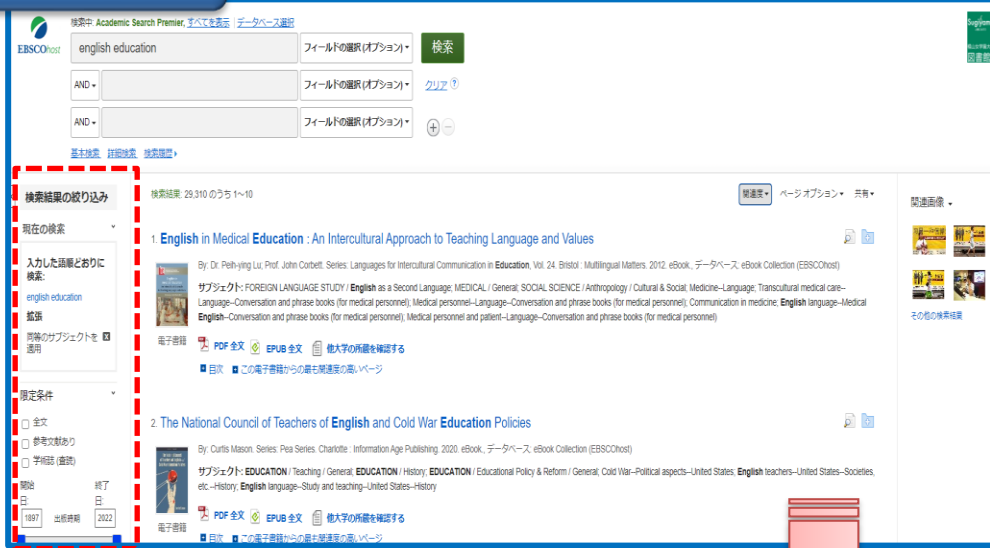 検索中: Academic Search Premier, すべてを表示 | データベース選択
EBSCOhost
english education
フィールドの選択 (オプション)
検索
AND
フィールドの選択 (オプション)
クリア ?
AND
フィールドの選択 (オプション)
基本検索 詳細検索 検索履歴
図書館
検索結果の絞り込み
現在の検索
入力した語順どおりに
検索:
english education
拡張
同等のサブジェクトを
適用
限定条件
全文
参考文献あり
学術誌 (査読)
開始 終了
日: 日:
1897 出版時期 2022
検索結果: 29,310 のうち 1~10
関連度 ページ オプション 共有
1. English in Medical Education : An Intercultural Approach to Teaching Language and Values
By: Dr. Peih-ying Lu; Prof. John Corbett. Series: Languages for Intercultural Communication in Education, Vol. 24. Bristol : Multilingual Matters. 2012. eBook., データベース: eBook Collection (EBSCOhost)
サブジェクト: FOREIGN LANGUAGE STUDY / English as a Second Language; MEDICAL / General; SOCIAL SCIENCE / Anthropology / Cultural & Social; Medicine--Language; Transcultural medical care--
Language--Conversation and phrase books (for medical personnel); Medical personnel--Language--Conversation and phrase books (for medical personnel); Communication in medicine; English language--Medical
English--Conversation and phrase books (for medical personnel); Medical personnel and patient--Language--Conversation and phrase books (for medical personnel)
電子書籍
PDF 全文 EPUB 全文 他大学の所蔵を確認する
目次 この電子書籍からの最も関連度の高いページ
2. The National Council of Teachers of English and Cold War Education Policies
By: Curtis Mason. Series: Pea Series. Charlotte : Information Age Publishing. 2020. eBook., データベース: eBook Collection (EBSCOhost)
サブジェクト: EDUCATION / Teaching / General; EDUCATION / History; EDUCATION / Educational Policy & Reform / General; Cold War--Political aspects--United States; English teachers--United States--Societies,
etc.--History; English language--Study and teaching--United States--History
電子書籍
PDF 全文 EPUB 全文 他大学の所蔵を確認する
目次 この電子書籍からの最も関連度の高いページ
関連画像
その他の検索結果